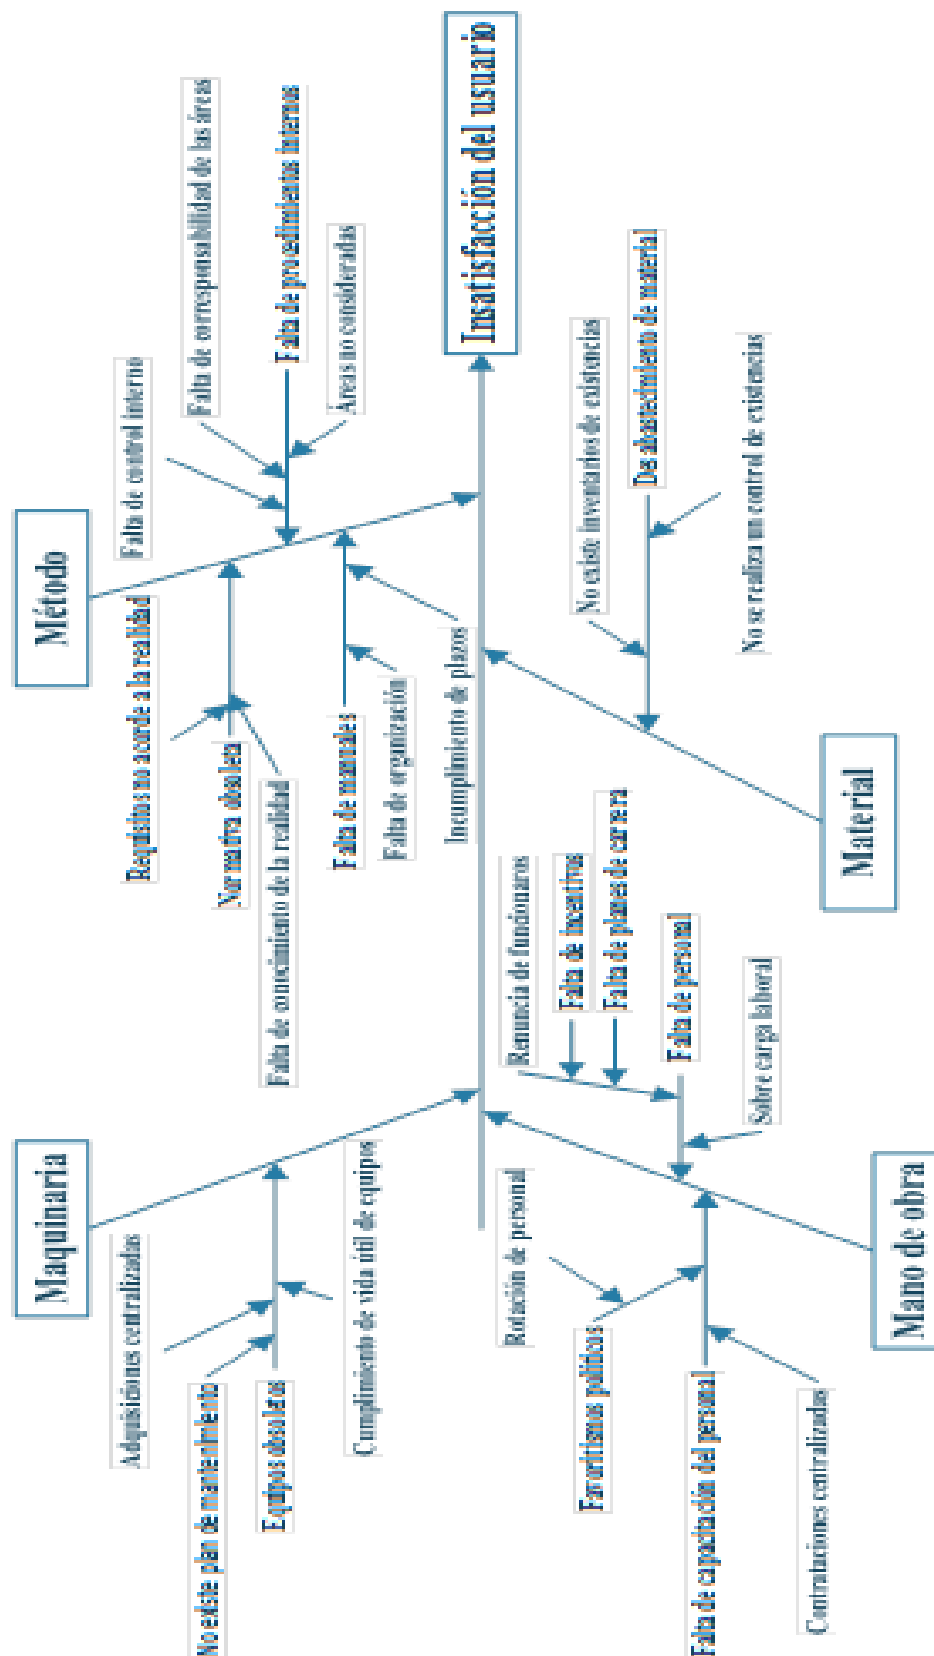 Maquinaria
Método
Adquisiciones centralizadas
Requisitos no acorde a la realidad
Falta de control interno
No existe plan de mantenimiento
Normativa obsoleta
Falta de corresponsabilidad de las áreas
Equipos obsoletos
Falta de conocimiento de la realidad
Falta de procedimientos internos
Cumplimiento de vida útil de equipos
Falta de manuales
Áreas no consideradas
Falta de organización
Incumplimiento de plazos
Insatisfacción del usuario
Rotación de personal
Renuncia de funcionaros
Favoritismos políticos
Falta de incentivos
No existe inventarios de existencias
Falta de planes de carrera
Desabastecimiento de material
Falta de capacitación del personal
Falta de personal
Sobre carga laboral
No se realiza un control de existencias
Contrataciones centralizadas
Mano de obra
Material